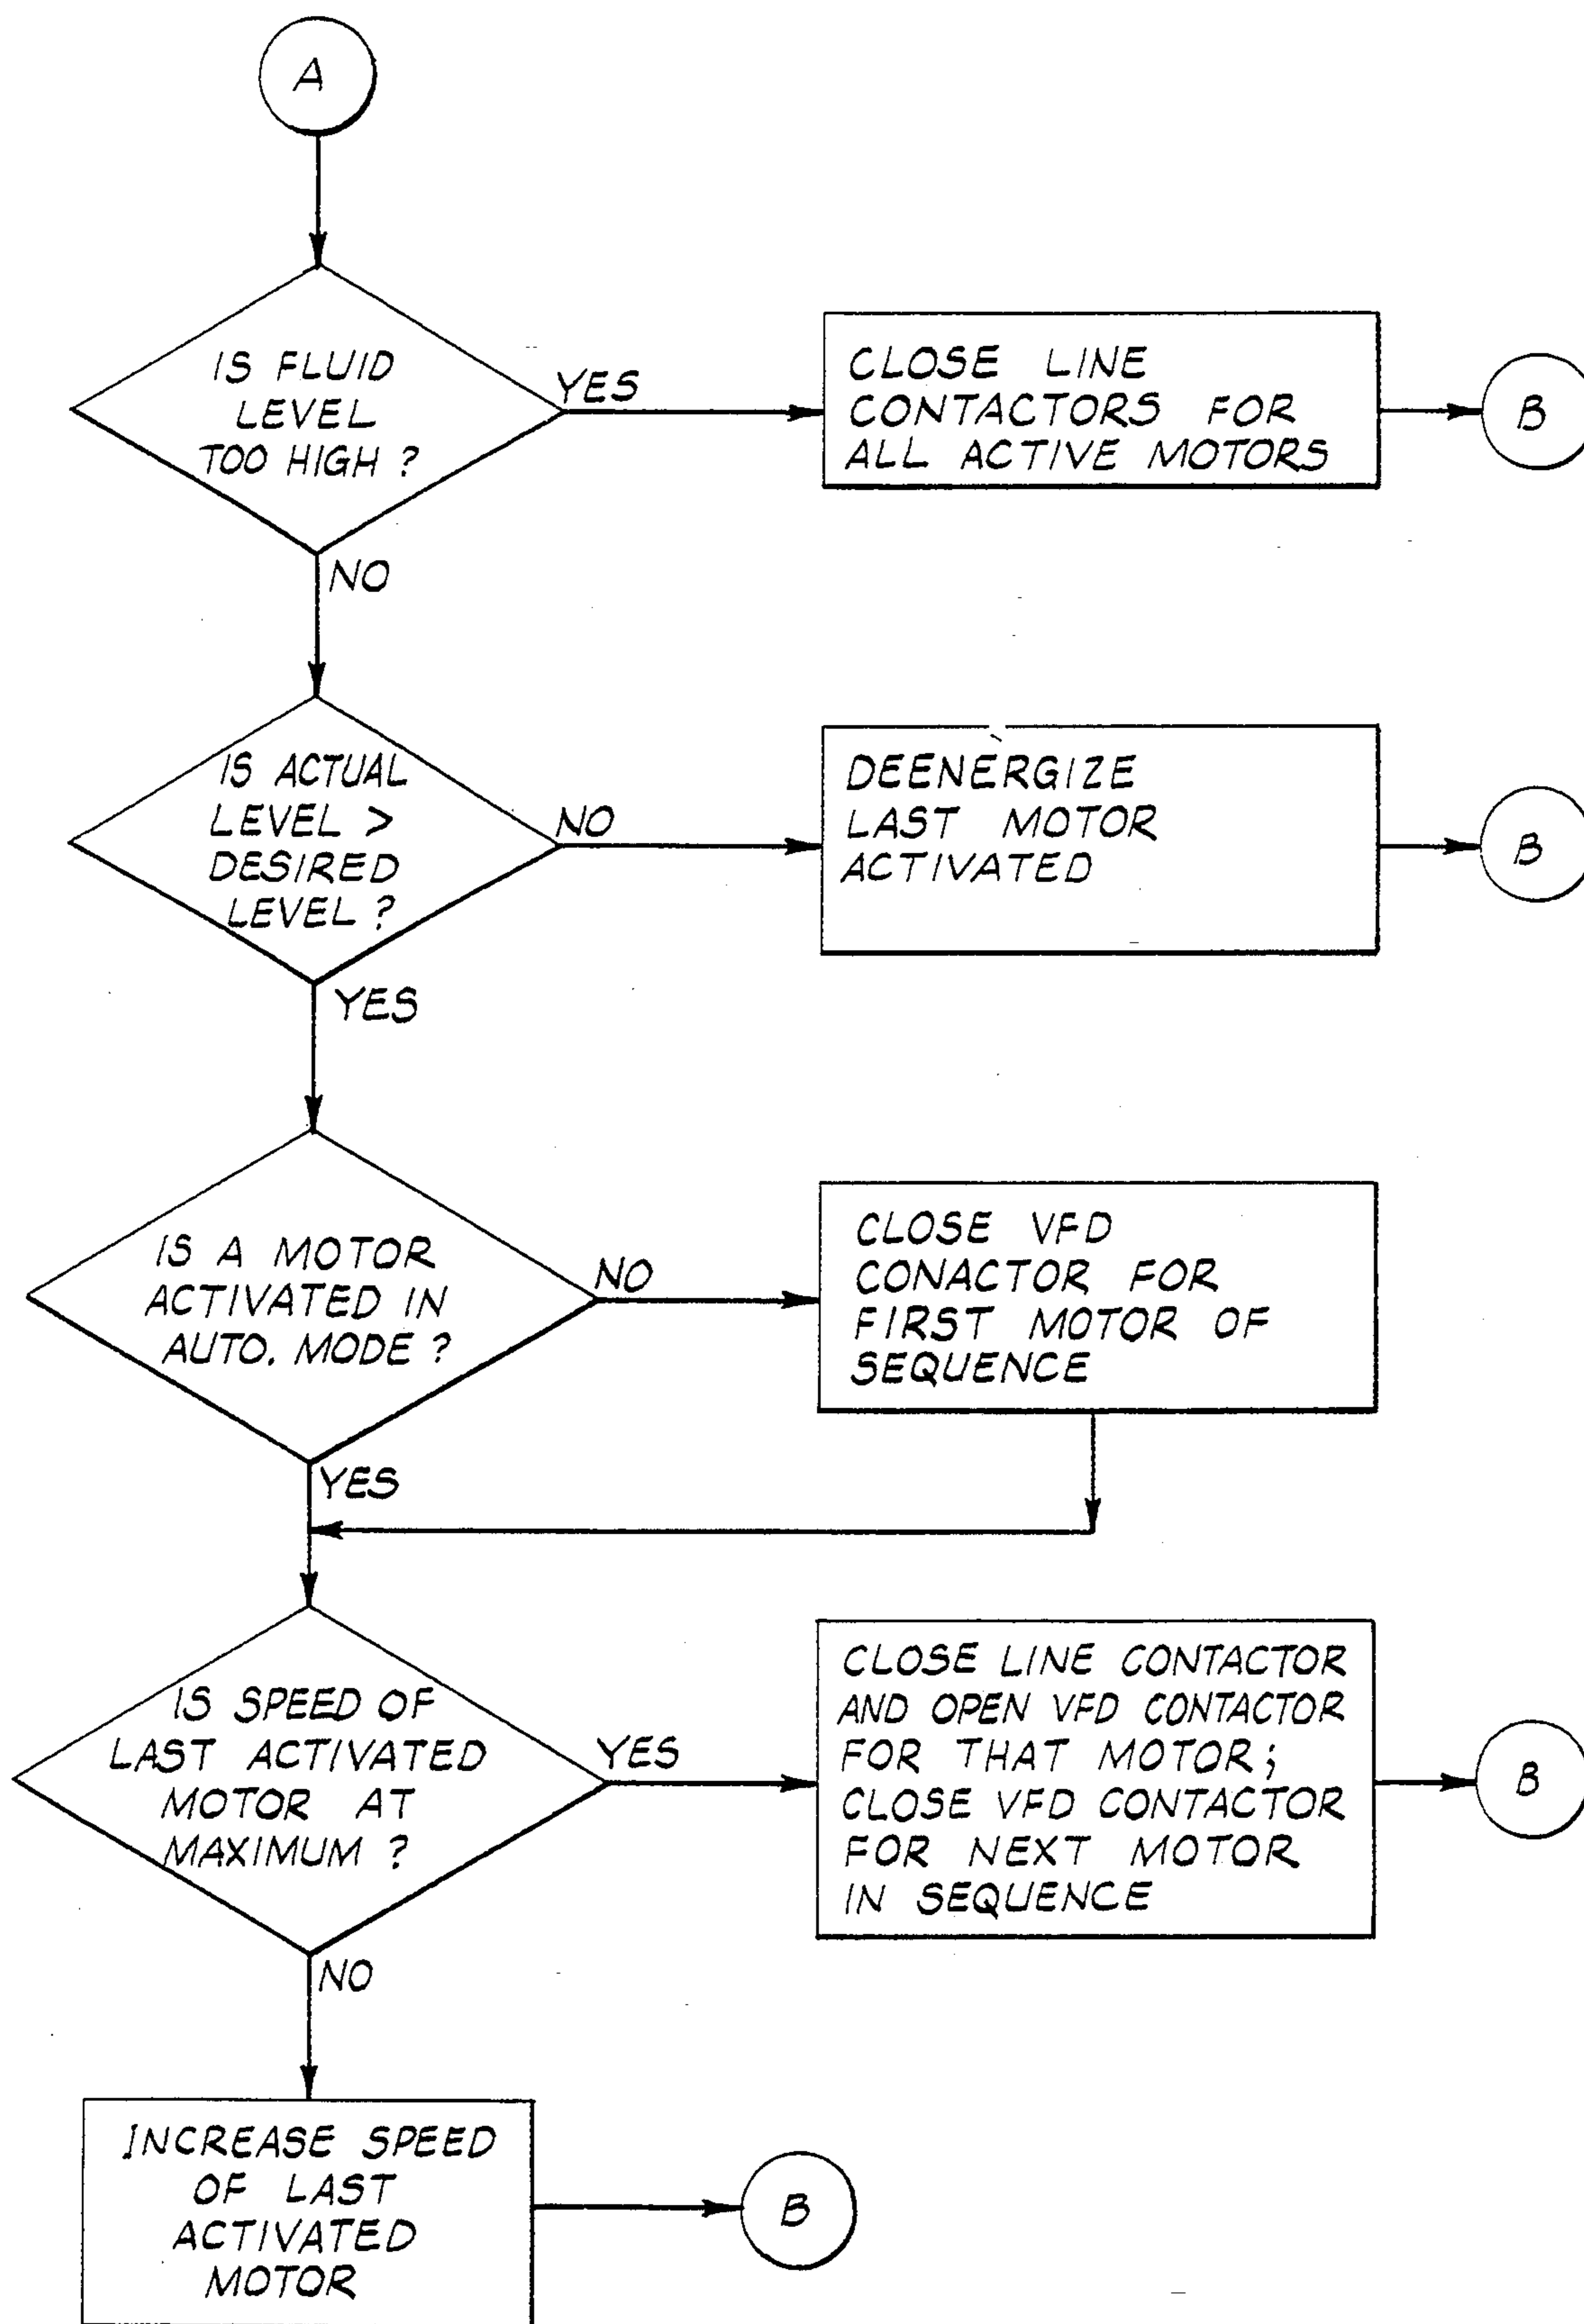 A
IS FLUID
LEVEL
TOO HIGH ?
YES
CLOSE LINE
CONTACTORS FOR
ALL ACTIVE MOTORS
B
NO
IS ACTUAL
LEVEL >
DESIRED
LEVEL ?
NO
DEENERGIZE
LAST MOTOR
ACTIVATED
B
YES
IS A MOTOR
ACTIVATED IN
AUTO. MODE ?
NO
CLOSE VFD
CONACTOR FOR
FIRST MOTOR OF
SEQUENCE
YES
IS SPEED OF
LAST ACTIVATED
MOTOR AT
MAXIMUM ?
YES
CLOSE LINE CONTACTOR
AND OPEN VFD CONTACTOR
FOR THAT MOTOR;
CLOSE VFD CONTACTOR
FOR NEXT MOTOR
IN SEQUENCE
B
NO
INCREASE SPEED
OF LAST
ACTIVATED
MOTOR
B